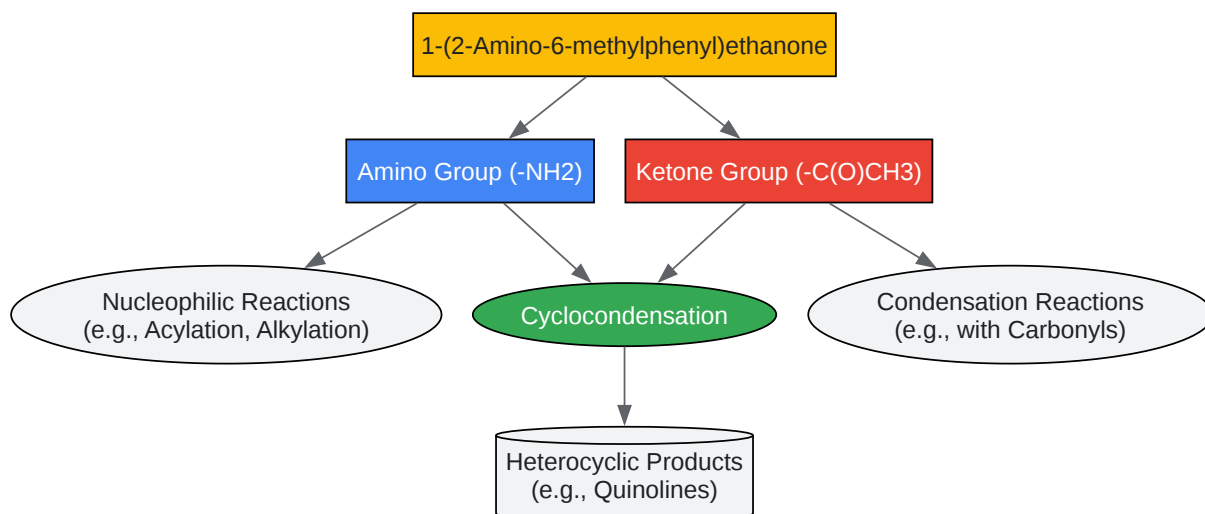 1-(2-Amino-6-methylphenyl)ethanone
Amino Group (-NH2)
Ketone Group (-C(O)CH3)
Nucleophilic Reactions
(e.g., Acylation, Alkylation)
Cyclocondensation
Condensation Reactions
(e.g., with Carbonyls)
Heterocyclic Products
(e.g., Quinolines)